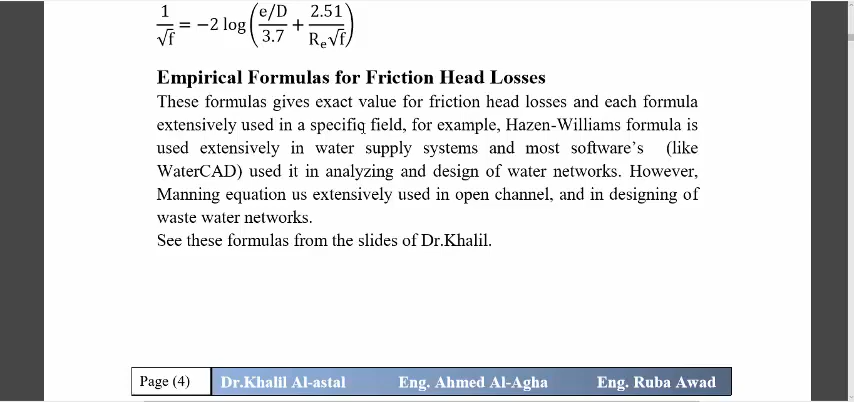 1/√f = −2 log(e/D/3.7 + 2.51/Rₑ√f)
Empirical Formulas for Friction Head Losses
These formulas gives exact value for friction head losses and each formula
extensively used in a specifiq field, for example, Hazen-Williams formula is
used extensively in water supply systems and most software's (like
WaterCAD) used it in analyzing and design of water networks. However,
Manning equation us extensively used in open channel, and in designing of
waste water networks.
See these formulas from the slides of Dr.Khalil.
Page (4) Dr.Khalil Al-astal Eng. Ahmed Al-Agha Eng. Ruba Awad